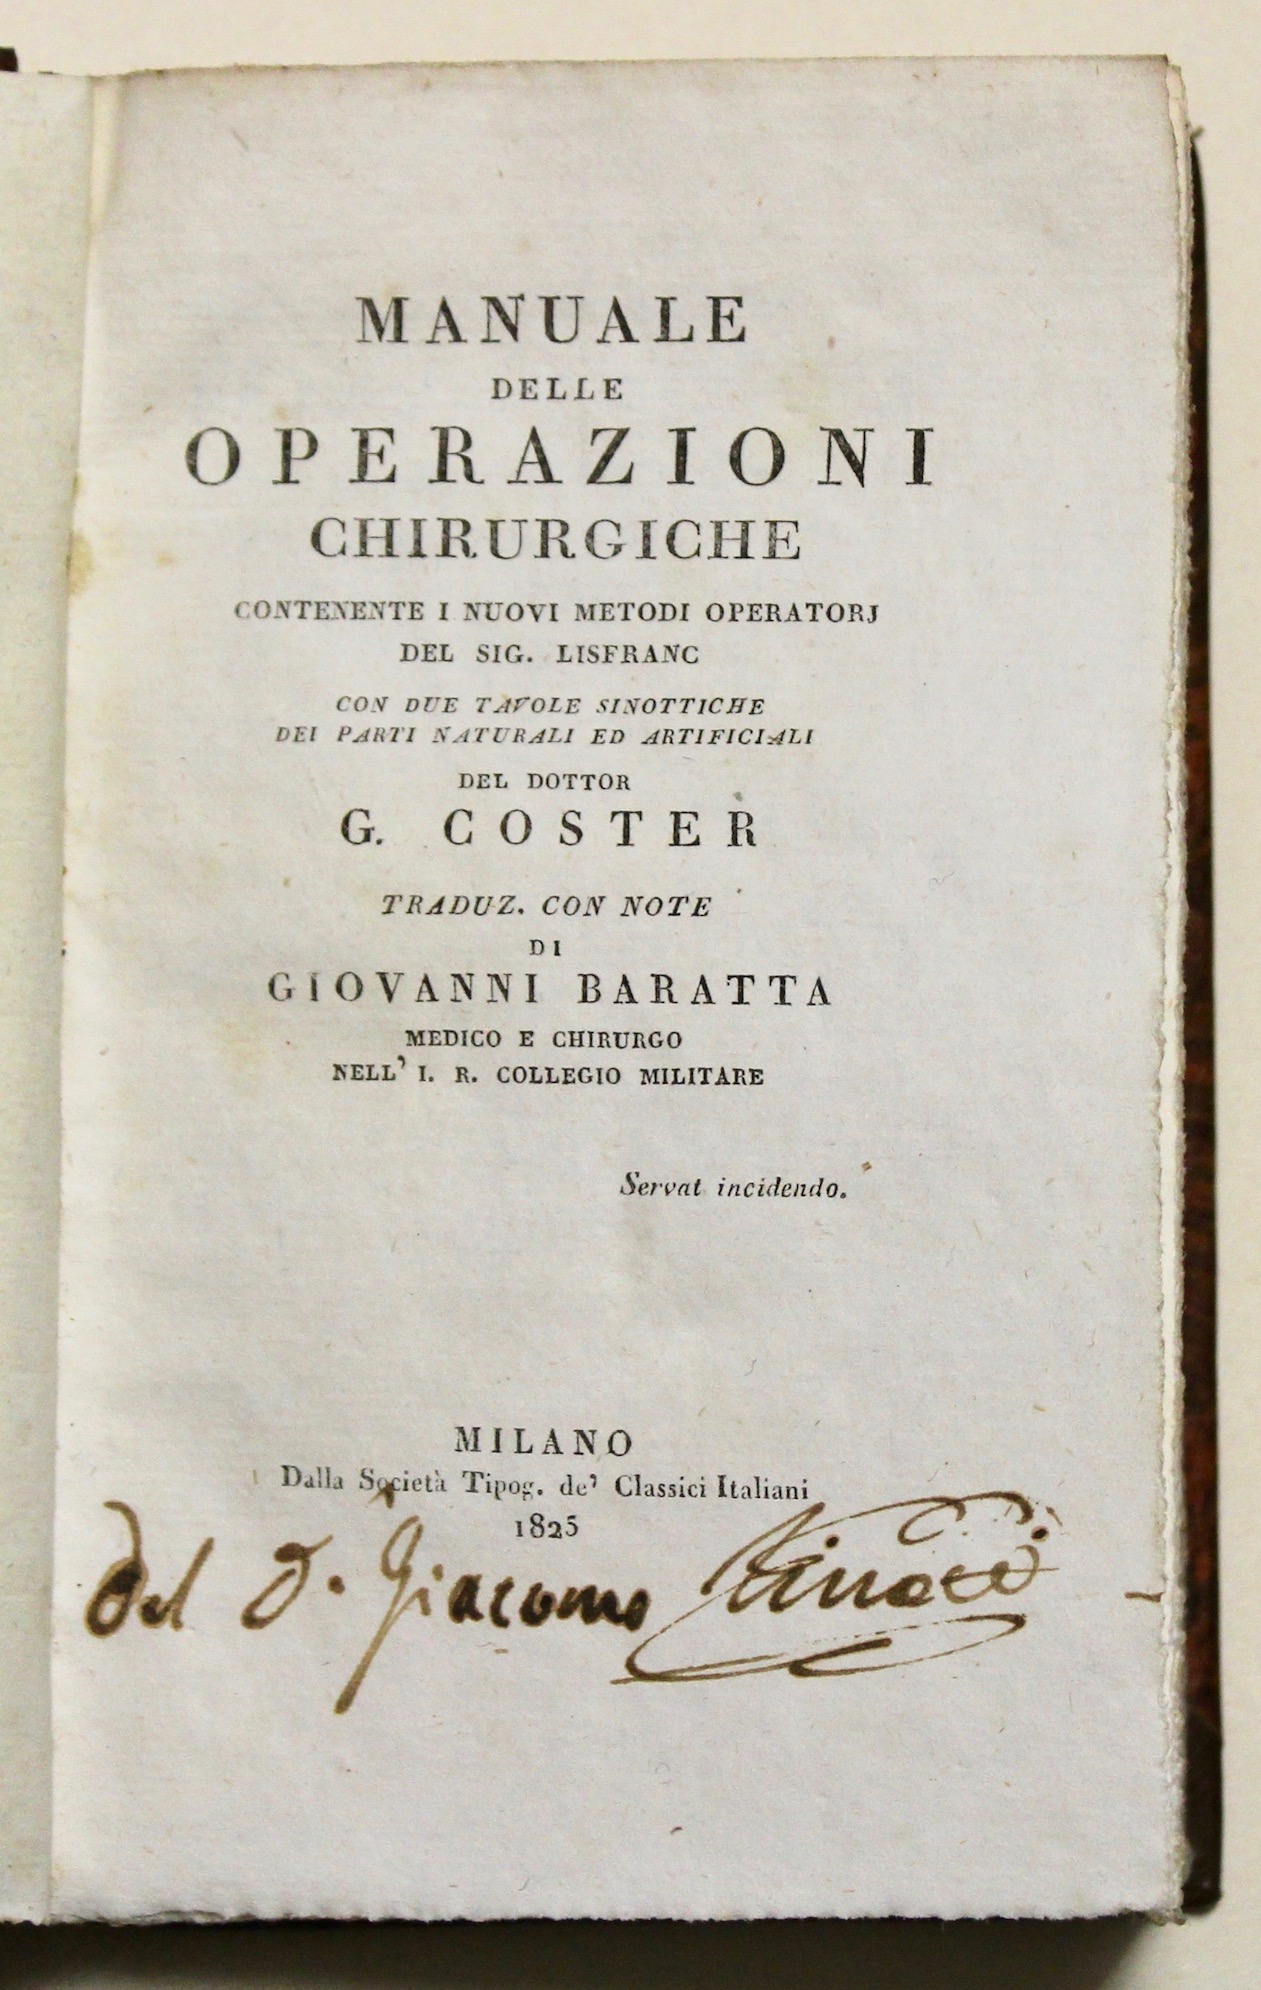 MANUALE
DELLE
OPERAZIONI
CHIRURGICHE
CONTENENTE I NUOVI METODI OPERATORJ
DEL SIG. LISFRANC
CON DUE TAVOLE SINOTTICHE
DEI PARTI NATURALI ED ARTIFICIALI
DEL DOTTOR
G. COSTER
TRADUZ. CON NOTE
DI
GIOVANNI BARATTA
MEDICO E CHIRURGO
NELL' I. R. COLLEGIO MILITARE
Servat incidendo.
MILANO
Dalla Società Tipog. de' Classici Italiani
1825
del D. Giacomo